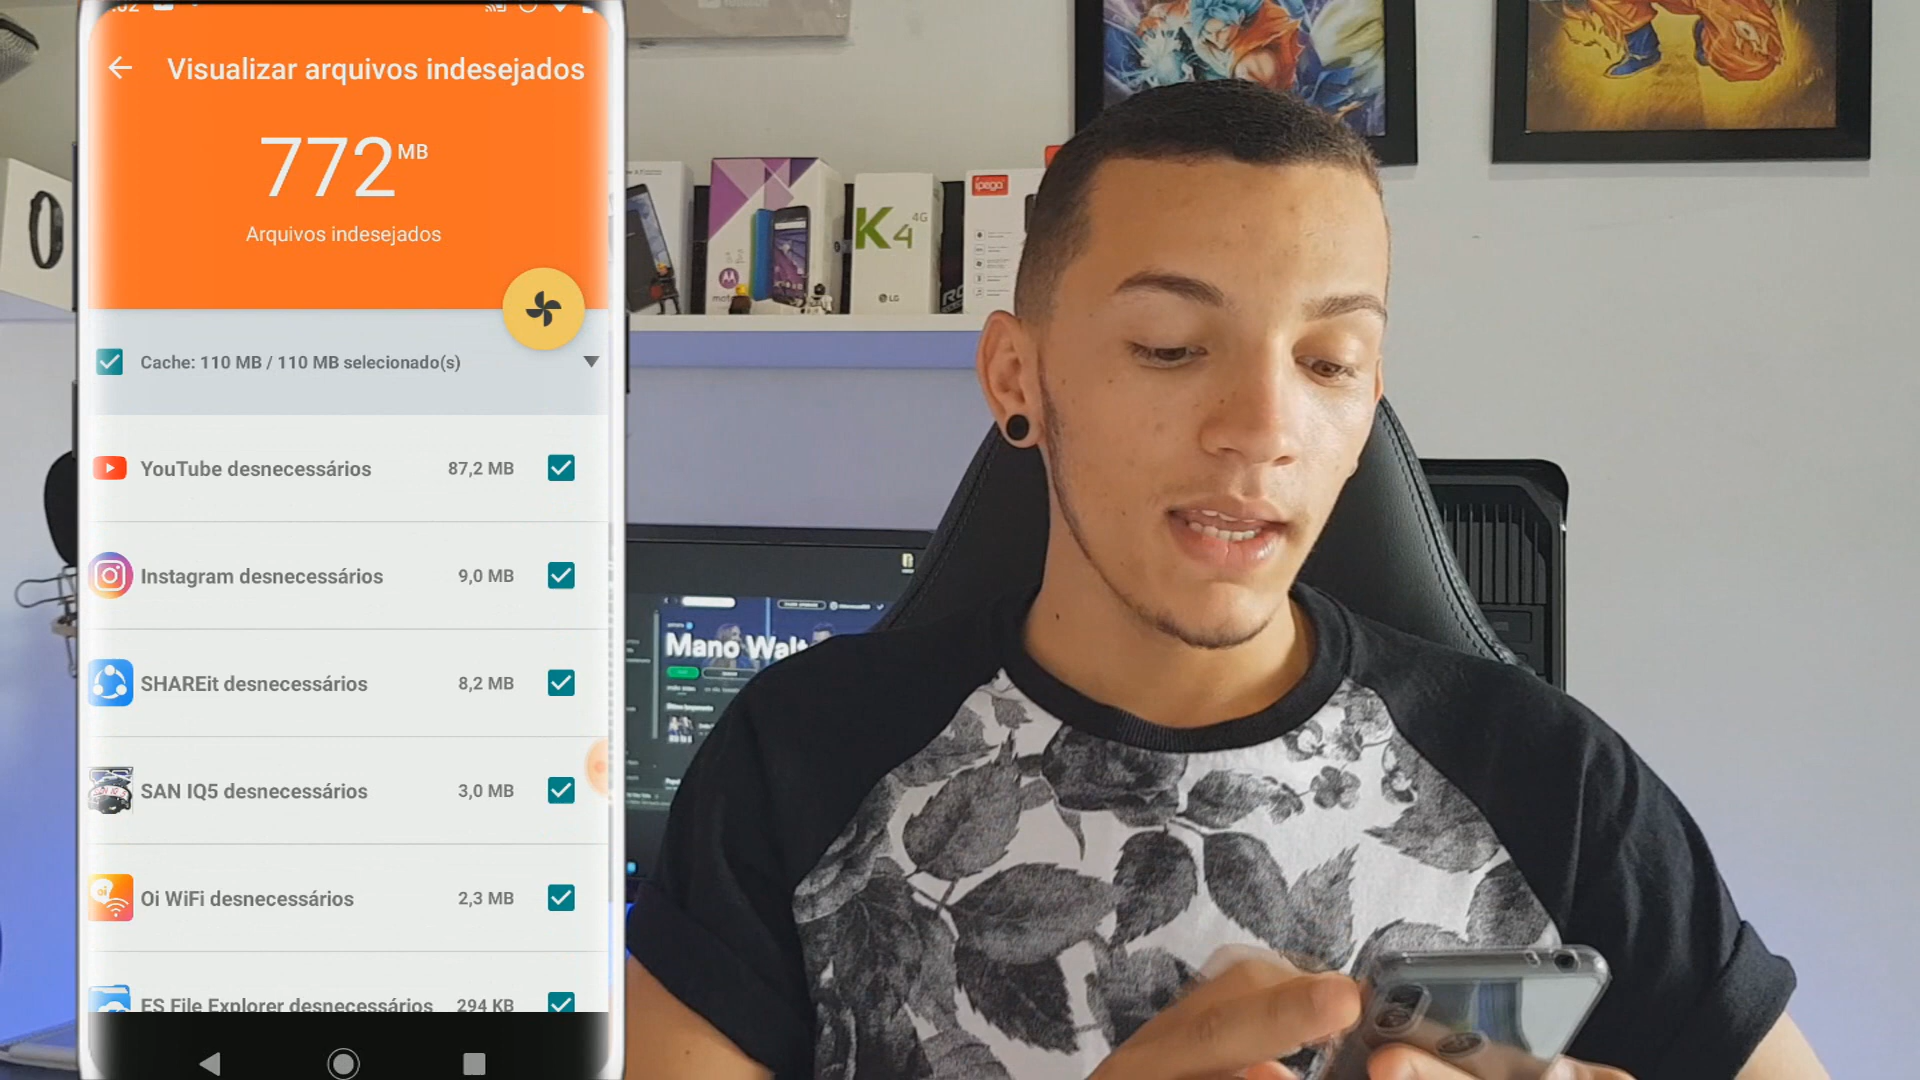 Visualizar arquivos indesejados
772 MB
Arquivos indesejados
Cache: 110 MB / 110 MB selecionado(s)
YouTube desnecessários 87,2 MB
Instagram desnecessários 9,0 MB
SHAREit desnecessários 8,2 MB
SAN IQ5 desnecessários 3,0 MB
Oi WiFi desnecessários 2,3 MB
ES File Explorer desnecessários 294 KB
ipega
K4 4G
LG
moto
Mano Walt